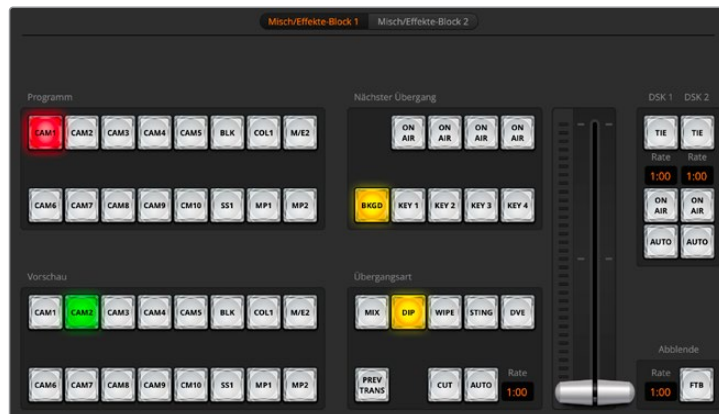 Misch/Effekte-Block 1 Misch/Effekte-Block 2
Programm
CAM1 CAM2 CAM3 CAM4 CAM5 BLK COL1 M/E2
CAM6 CAM7 CAM8 CAM9 CM10 SS1 MP1 MP2
Nächster Übergang
ON AIR ON AIR ON AIR ON AIR
BKGD KEY 1 KEY 2 KEY 3 KEY 4
DSK 1 DSK 2
TIE TIE
Rate Rate
1:00 1:00
ON AIR ON AIR
AUTO AUTO
Vorschau
CAM1 CAM2 CAM3 CAM4 CAM5 BLK COL1 M/E2
CAM6 CAM7 CAM8 CAM9 CM10 SS1 MP1 MP2
Übergangsart
MIX DIP WIPE STING DVE
PREV TRANS CUT AUTO Rate 1:00
Abblende
Rate
1:00 FTB